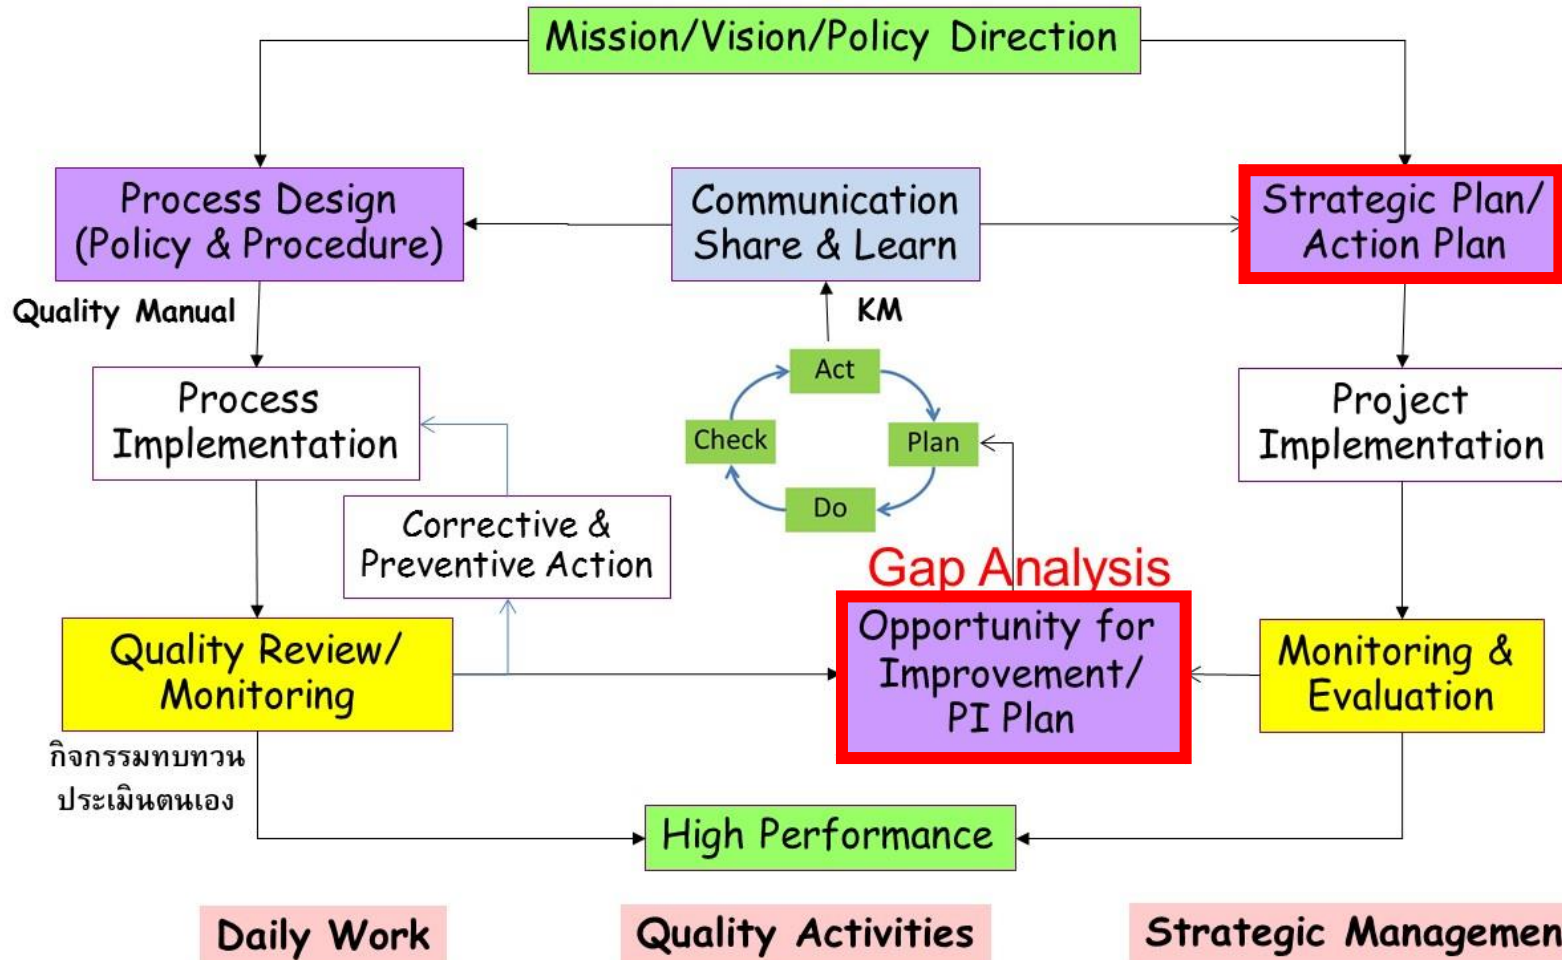 Mission/Vision/Policy Direction
Process Design
(Policy & Procedure)
Communication
Share & Learn
Strategic Plan/
Action Plan
Quality Manual
KM
Process
Implementation
Act
Check
Plan
Do
Project
Implementation
Corrective &
Preventive Action
Gap Analysis
Quality Review/
Monitoring
Opportunity for
Improvement/
PI Plan
Monitoring &
Evaluation
กิจกรรมทบทวน
ประเมินตนเอง
High Performance
Daily Work
Quality Activities
Strategic Managemen